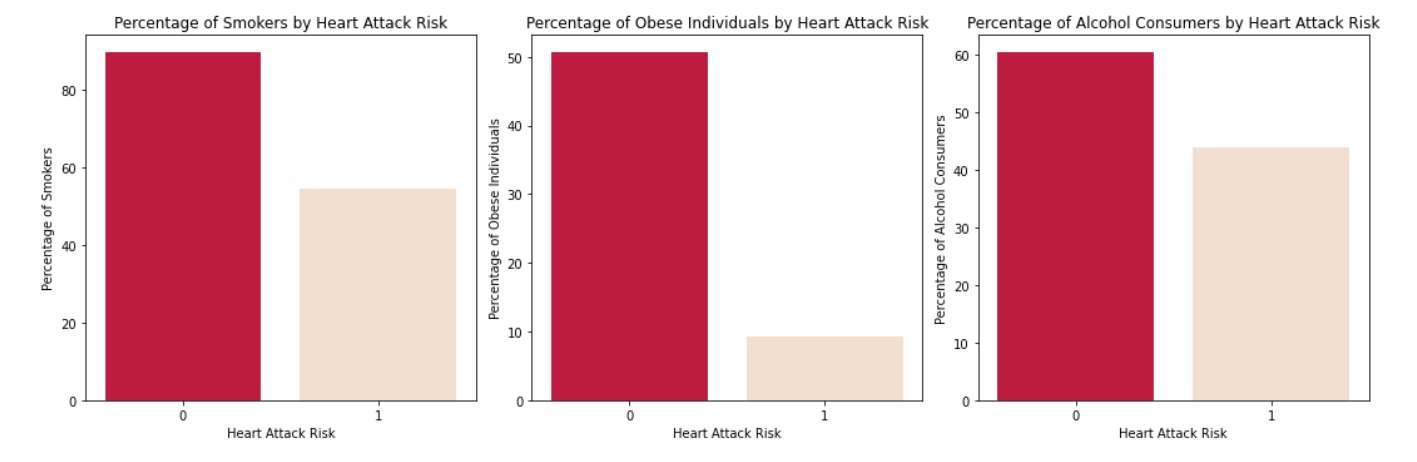 Percentage of Smokers by Heart Attack Risk
Percentage of Smokers
80
60
40
20
0
0 1
Heart Attack Risk
Percentage of Obese Individuals by Heart Attack Risk
Percentage of Obese Individuals
50
40
30
20
10
0
0 1
Heart Attack Risk
Percentage of Alcohol Consumers by Heart Attack Risk
Percentage of Alcohol Consumers
60
50
40
30
20
10
0
0 1
Heart Attack Risk